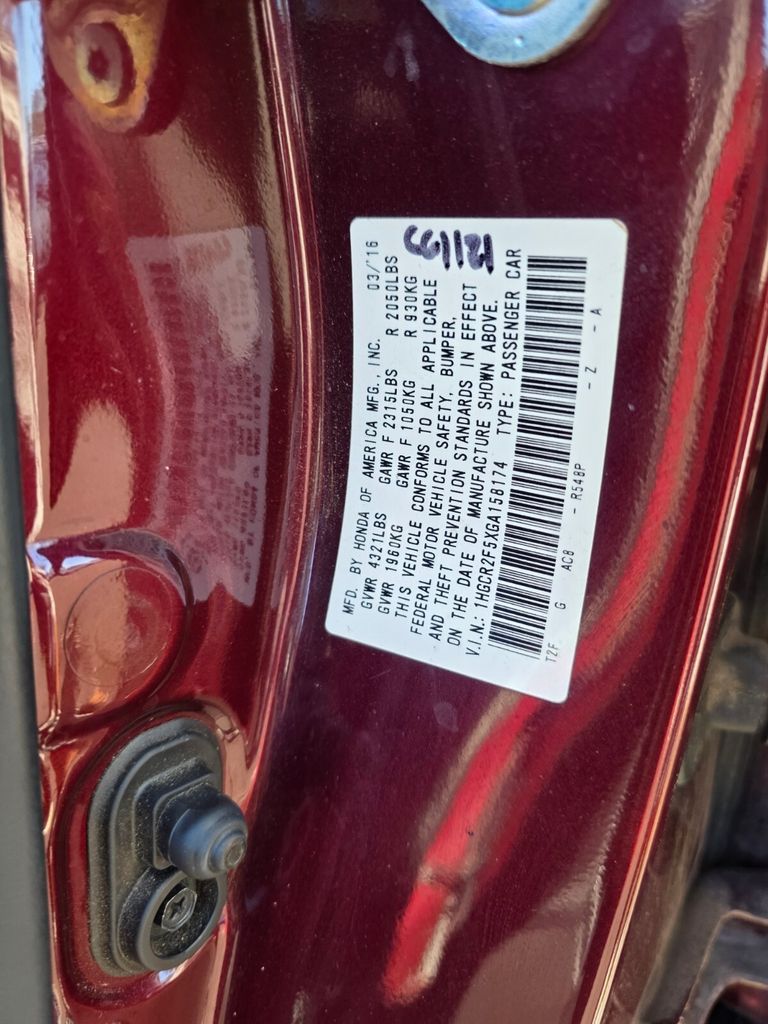 MFD. BY HONDA OF AMERICA MFG., INC. 03/'16
GVWR 4321LBS GAWR F 2315LBS R 2050LBS
GVWR 1960KG GAWR F 1050KG R 930KG
THIS VEHICLE CONFORMS TO ALL APPLICABLE
FEDERAL MOTOR VEHICLE SAFETY, BUMPER,
AND THEFT PREVENTION STANDARDS IN EFFECT
ON THE DATE OF MANUFACTURE SHOWN ABOVE.
V.I.N.: 1HGCR2F5XGA158174 TYPE: PASSENGER CAR
T2F G AC8 - R548P - Z - A